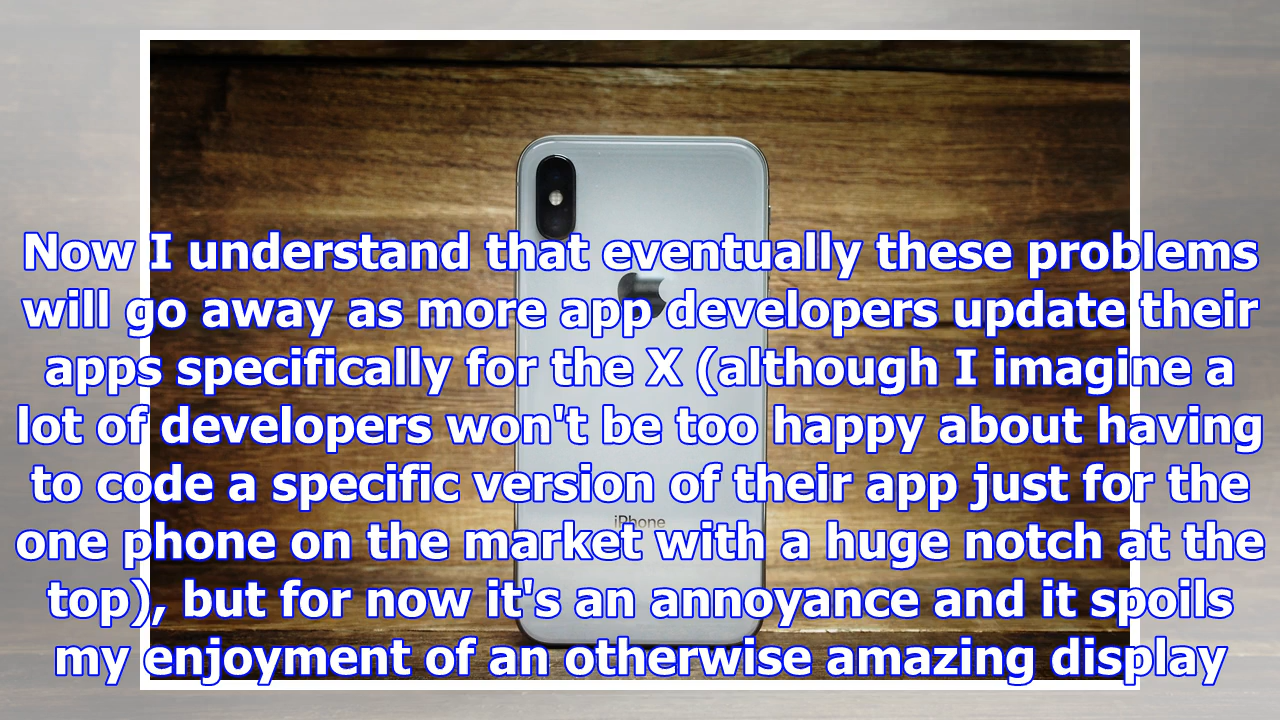 Now I understand that eventually these problems
will go away as more app developers update their
apps specifically for the X (although I imagine a
lot of developers won't be too happy about having
to code a specific version of their app just for the
iPhone
one phone on the market with a huge notch at the
top), but for now it's an annoyance and it spoils
my enjoyment of an otherwise amazing display